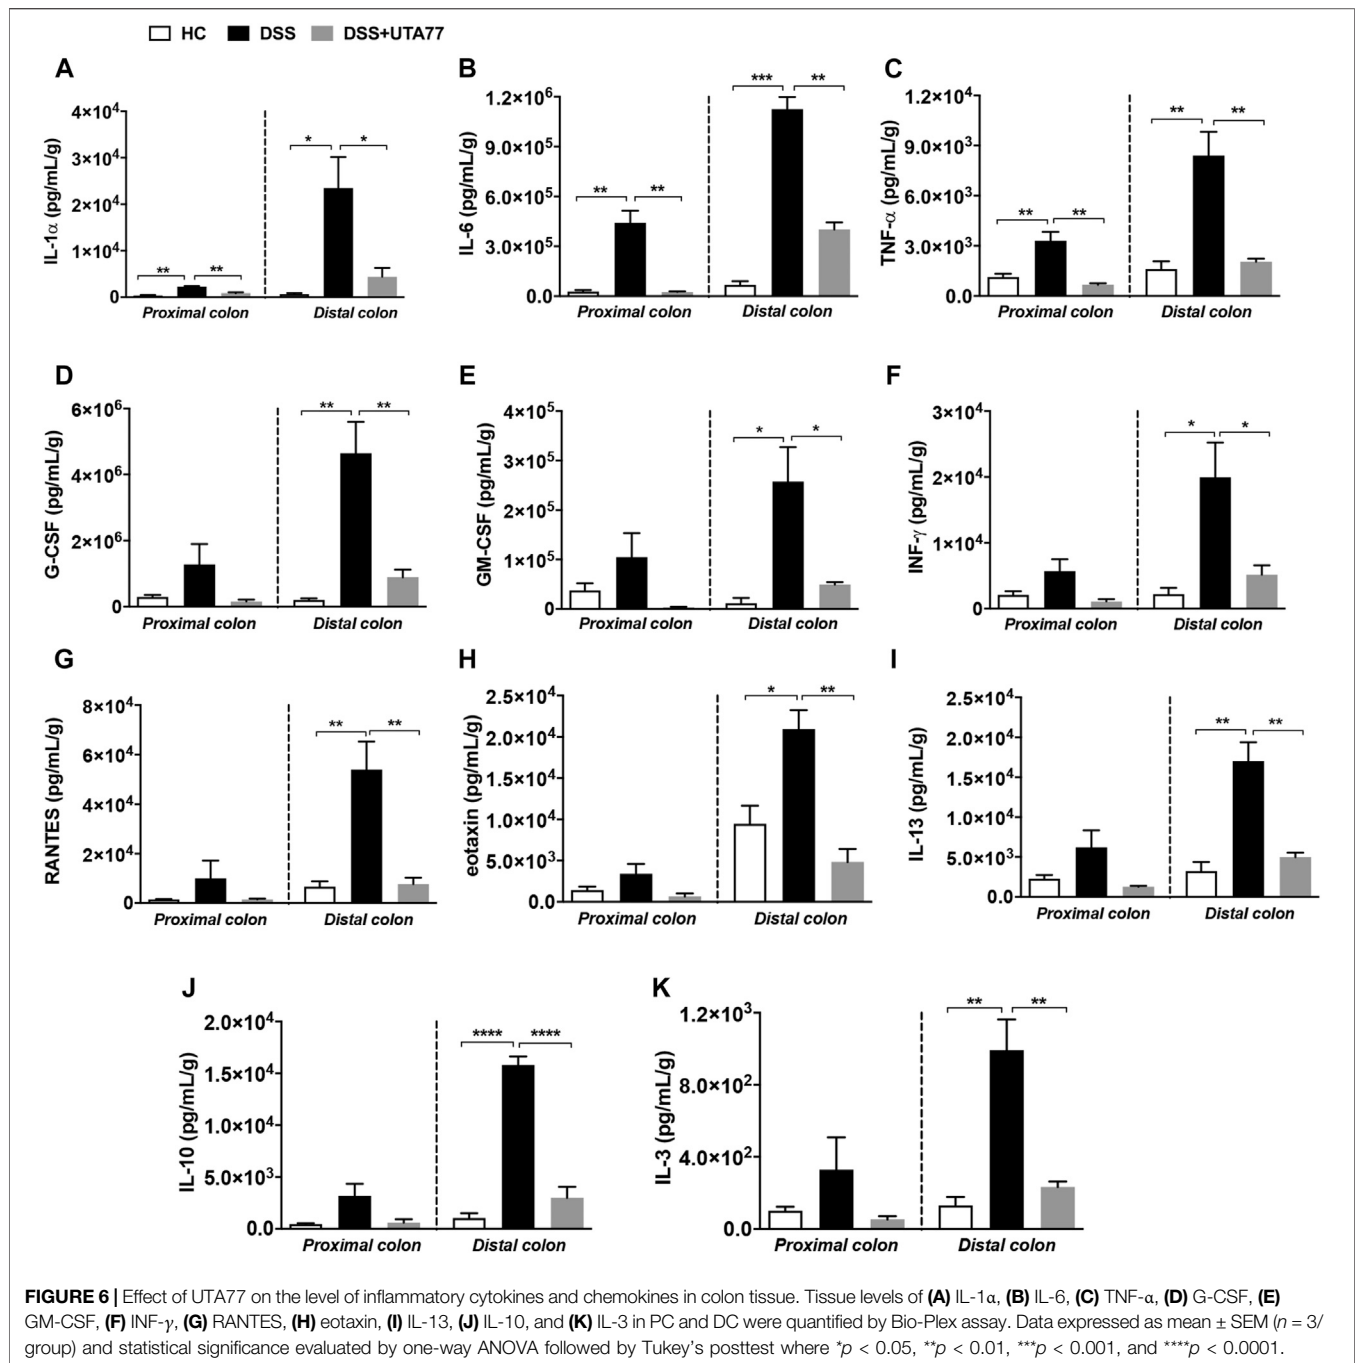 HC DSS DSS+UTA77
A
IL-1α (pg/mL/g)
4×10⁴
3×10⁴
2×10⁴
1×10⁴
0
** **
* *
Proximal colon Distal colon
B
IL-6 (pg/mL/g)
1.2×10⁶
9.0×10⁵
6.0×10⁵
3.0×10⁵
0.0
** **
*** **
Proximal colon Distal colon
C
TNF-α (pg/mL/g)
1.2×10⁴
9.0×10³
6.0×10³
3.0×10³
0.0
** **
** **
Proximal colon Distal colon
D
G-CSF (pg/mL/g)
6×10⁶
4×10⁶
2×10⁶
0
** **
Proximal colon Distal colon
E
GM-CSF (pg/mL/g)
4×10⁵
3×10⁵
2×10⁵
1×10⁵
0
* *
Proximal colon Distal colon
F
INF-γ (pg/mL/g)
3×10⁴
2×10⁴
1×10⁴
0
* *
Proximal colon Distal colon
G
RANTES (pg/mL/g)
8×10⁴
6×10⁴
4×10⁴
2×10⁴
0
** **
Proximal colon Distal colon
H
eotaxin (pg/mL/g)
2.5×10⁴
2.0×10⁴
1.5×10⁴
1.0×10⁴
5.0×10³
0.0
* **
Proximal colon Distal colon
I
IL-13 (pg/mL/g)
2.5×10⁴
2.0×10⁴
1.5×10⁴
1.0×10⁴
5.0×10³
0.0
** **
Proximal colon Distal colon
J
IL-10 (pg/mL/g)
2.0×10⁴
1.5×10⁴
1.0×10⁴
5.0×10³
0.0
**** ****
Proximal colon Distal colon
K
IL-3 (pg/mL/g)
1.2×10³
8.0×10²
4.0×10²
0.0
** **
Proximal colon Distal colon
FIGURE 6 | Effect of UTA77 on the level of inflammatory cytokines and chemokines in colon tissue. Tissue levels of (A) IL-1α, (B) IL-6, (C) TNF-α, (D) G-CSF, (E)
GM-CSF, (F) INF-γ, (G) RANTES, (H) eotaxin, (I) IL-13, (J) IL-10, and (K) IL-3 in PC and DC were quantified by Bio-Plex assay. Data expressed as mean ± SEM (n = 3/
group) and statistical significance evaluated by one-way ANOVA followed by Tukey's posttest where *p < 0.05, **p < 0.01, ***p < 0.001, and ****p < 0.0001.